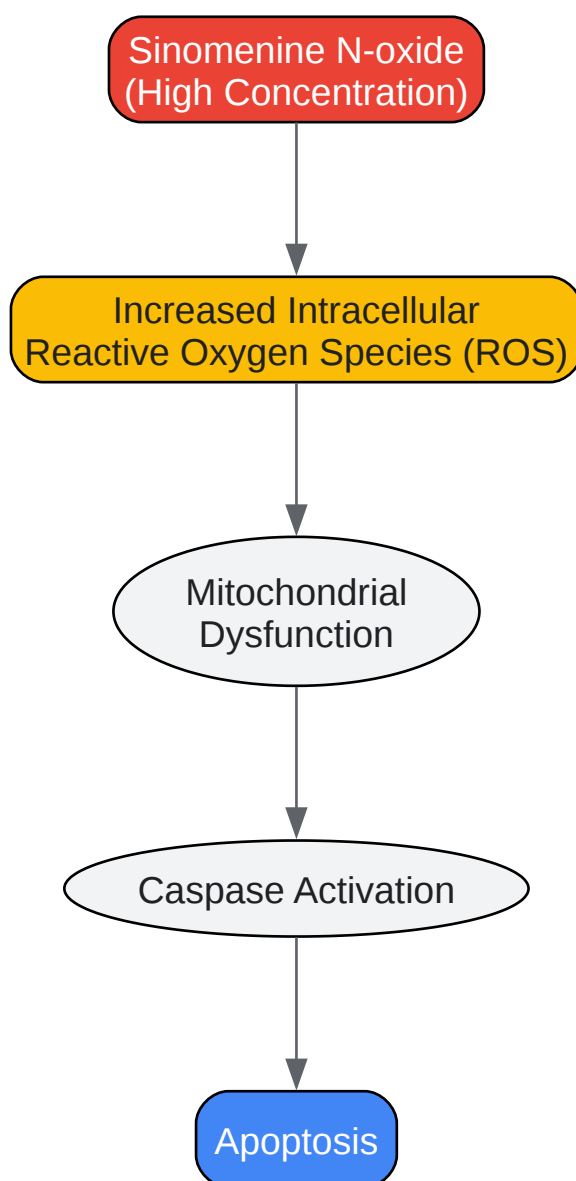 Sinomenine N-oxide
(High Concentration)
Increased Intracellular
Reactive Oxygen Species (ROS)
Mitochondrial
Dysfunction
Caspase Activation
Apoptosis